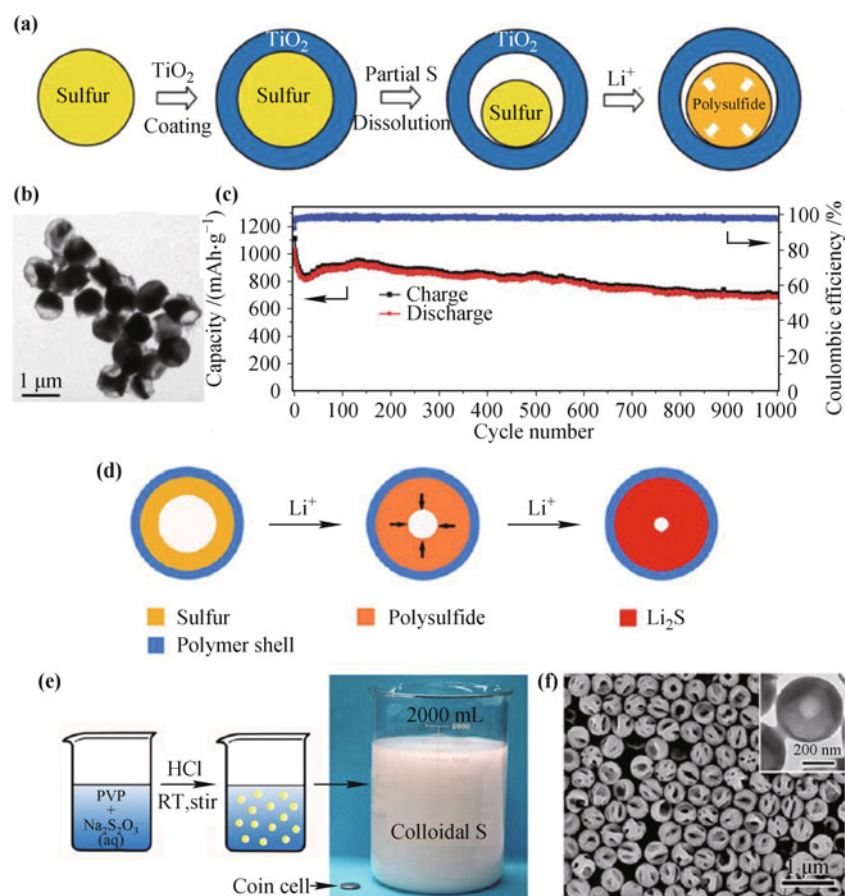 (a)
TiO₂
TiO₂
Sulfur
TiO₂
Coating
Sulfur
Partial S
Dissolution
Sulfur
Li⁺
Polysulfide
(b)
1 μm
(c)
Capacity /(mAh·g⁻¹)
1200
1000
800
600
400
200
0
Charge
Discharge
100
80
60
40
20
0
Coulombic efficiency /%
0 100 200 300 400 500 600 700 800 900 1000
Cycle number
(d)
Li⁺
Li⁺
Sulfur
Polysulfide
Li₂S
Polymer shell
(e)
PVP
+
Na₂S₂O₃
(aq)
HCl
RT,stir
2000 mL
Colloidal S
Coin cell
(f)
200 nm
1 μm